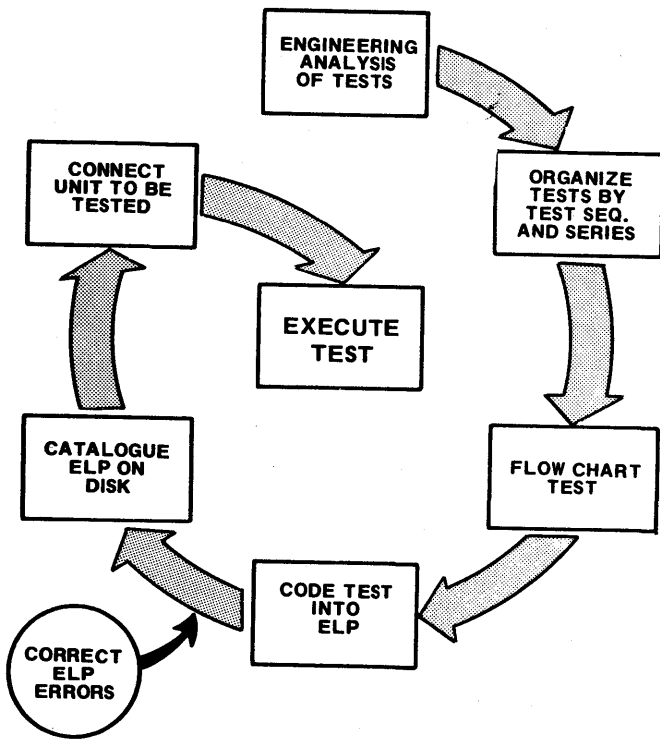 ENGINEERING
ANALYSIS
OF TESTS
ORGANIZE
TESTS BY
TEST SEQ.
AND SERIES
FLOW CHART
TEST
CODE TEST
INTO
ELP
CORRECT
ELP
ERRORS
CATALOGUE
ELP ON
DISK
CONNECT
UNIT TO BE
TESTED
EXECUTE
TEST